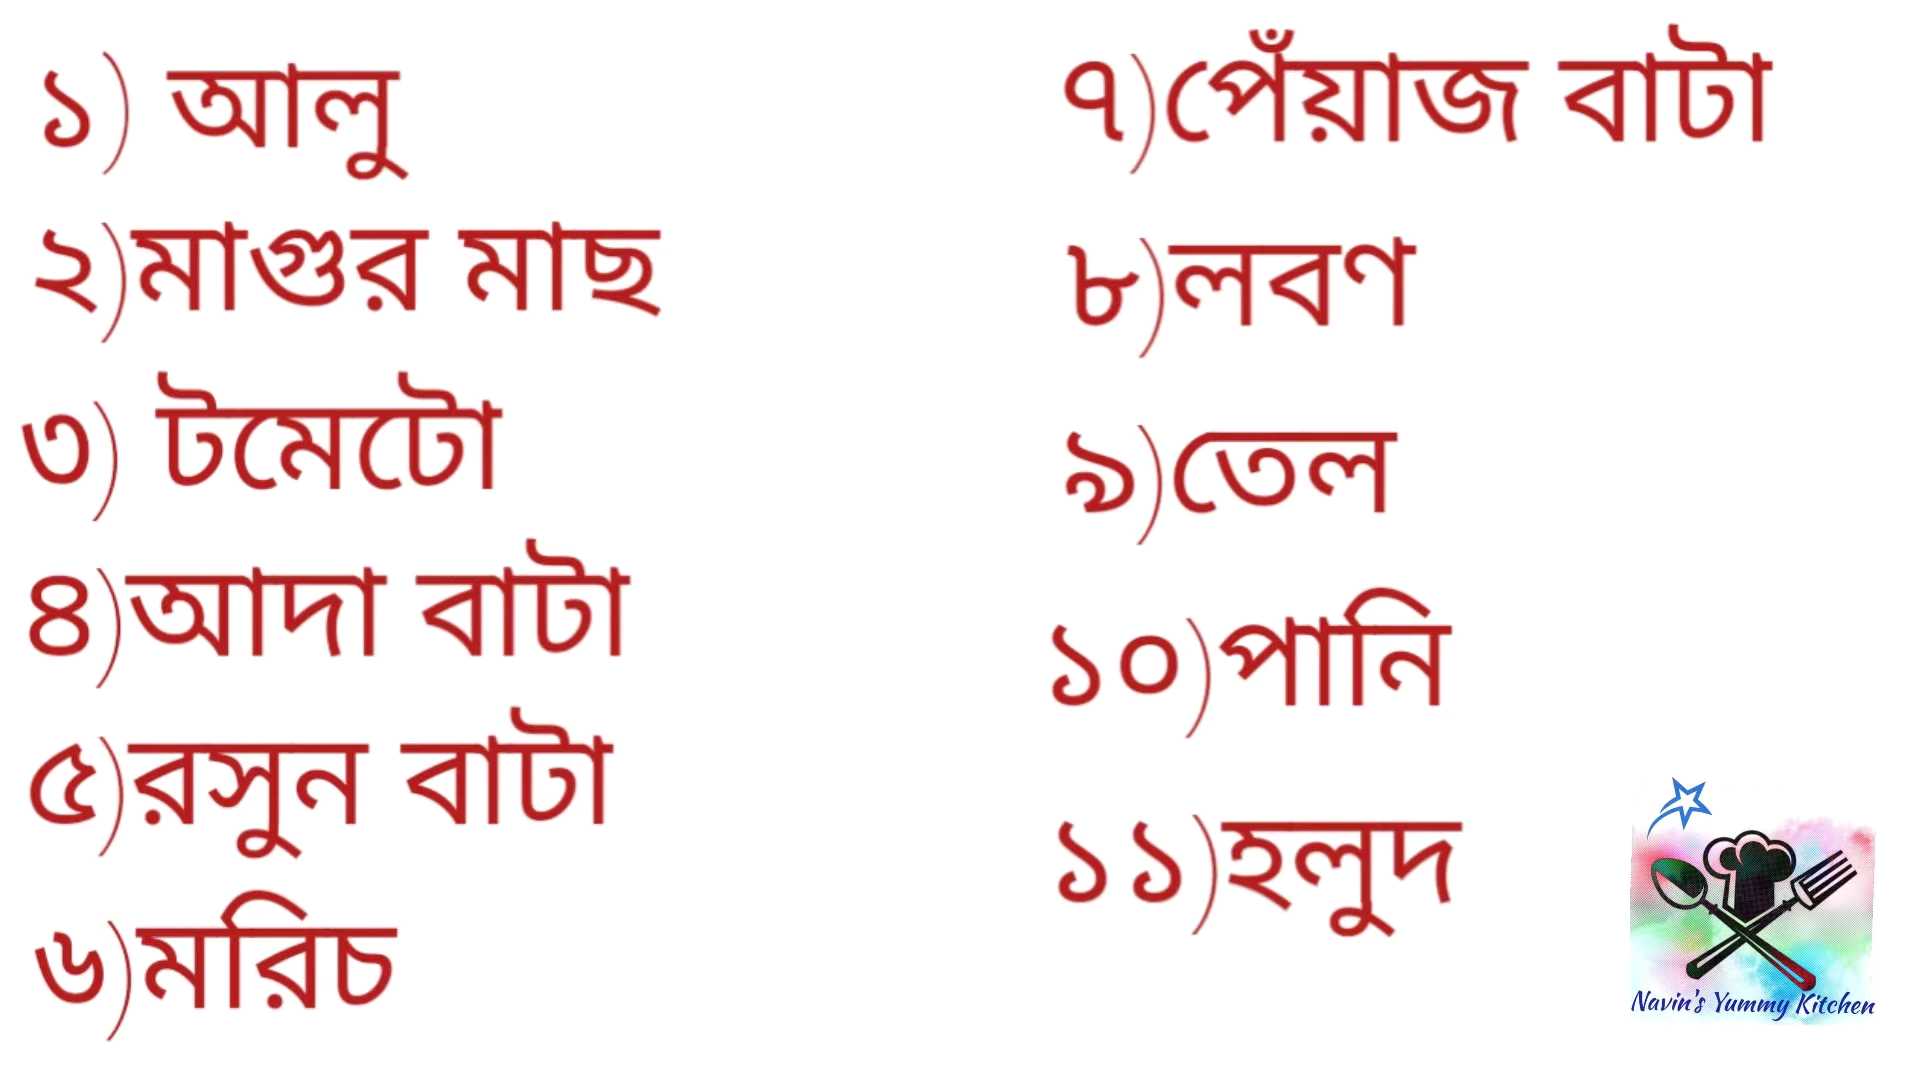 ১) আলু
২)মাগুর মাছ
৩) টমেটো
৪)আদা বাটা
৫)রসুন বাটা
৬)মরিচ
৭)পেঁয়াজ বাটা
৮)লবণ
৯)তেল
১০)পানি
১১)হলুদ
Navin's Yummy Kitchen